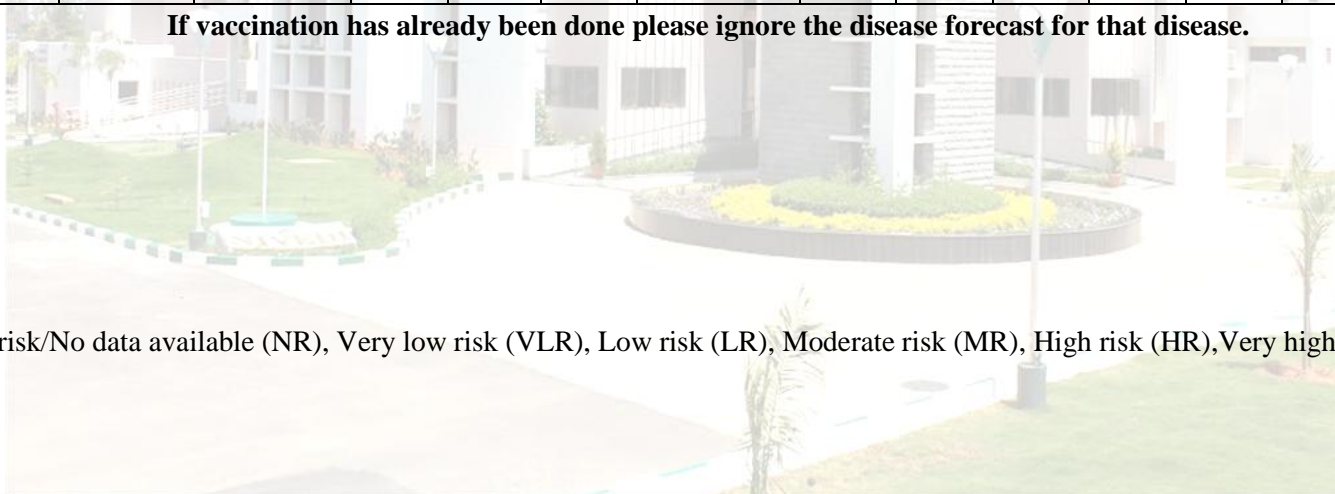 If vaccination has already been done please ignore the disease forecast for that disease.
risk/No data available (NR), Very low risk (VLR), Low risk (LR), Moderate risk (MR), High risk (HR),Very high